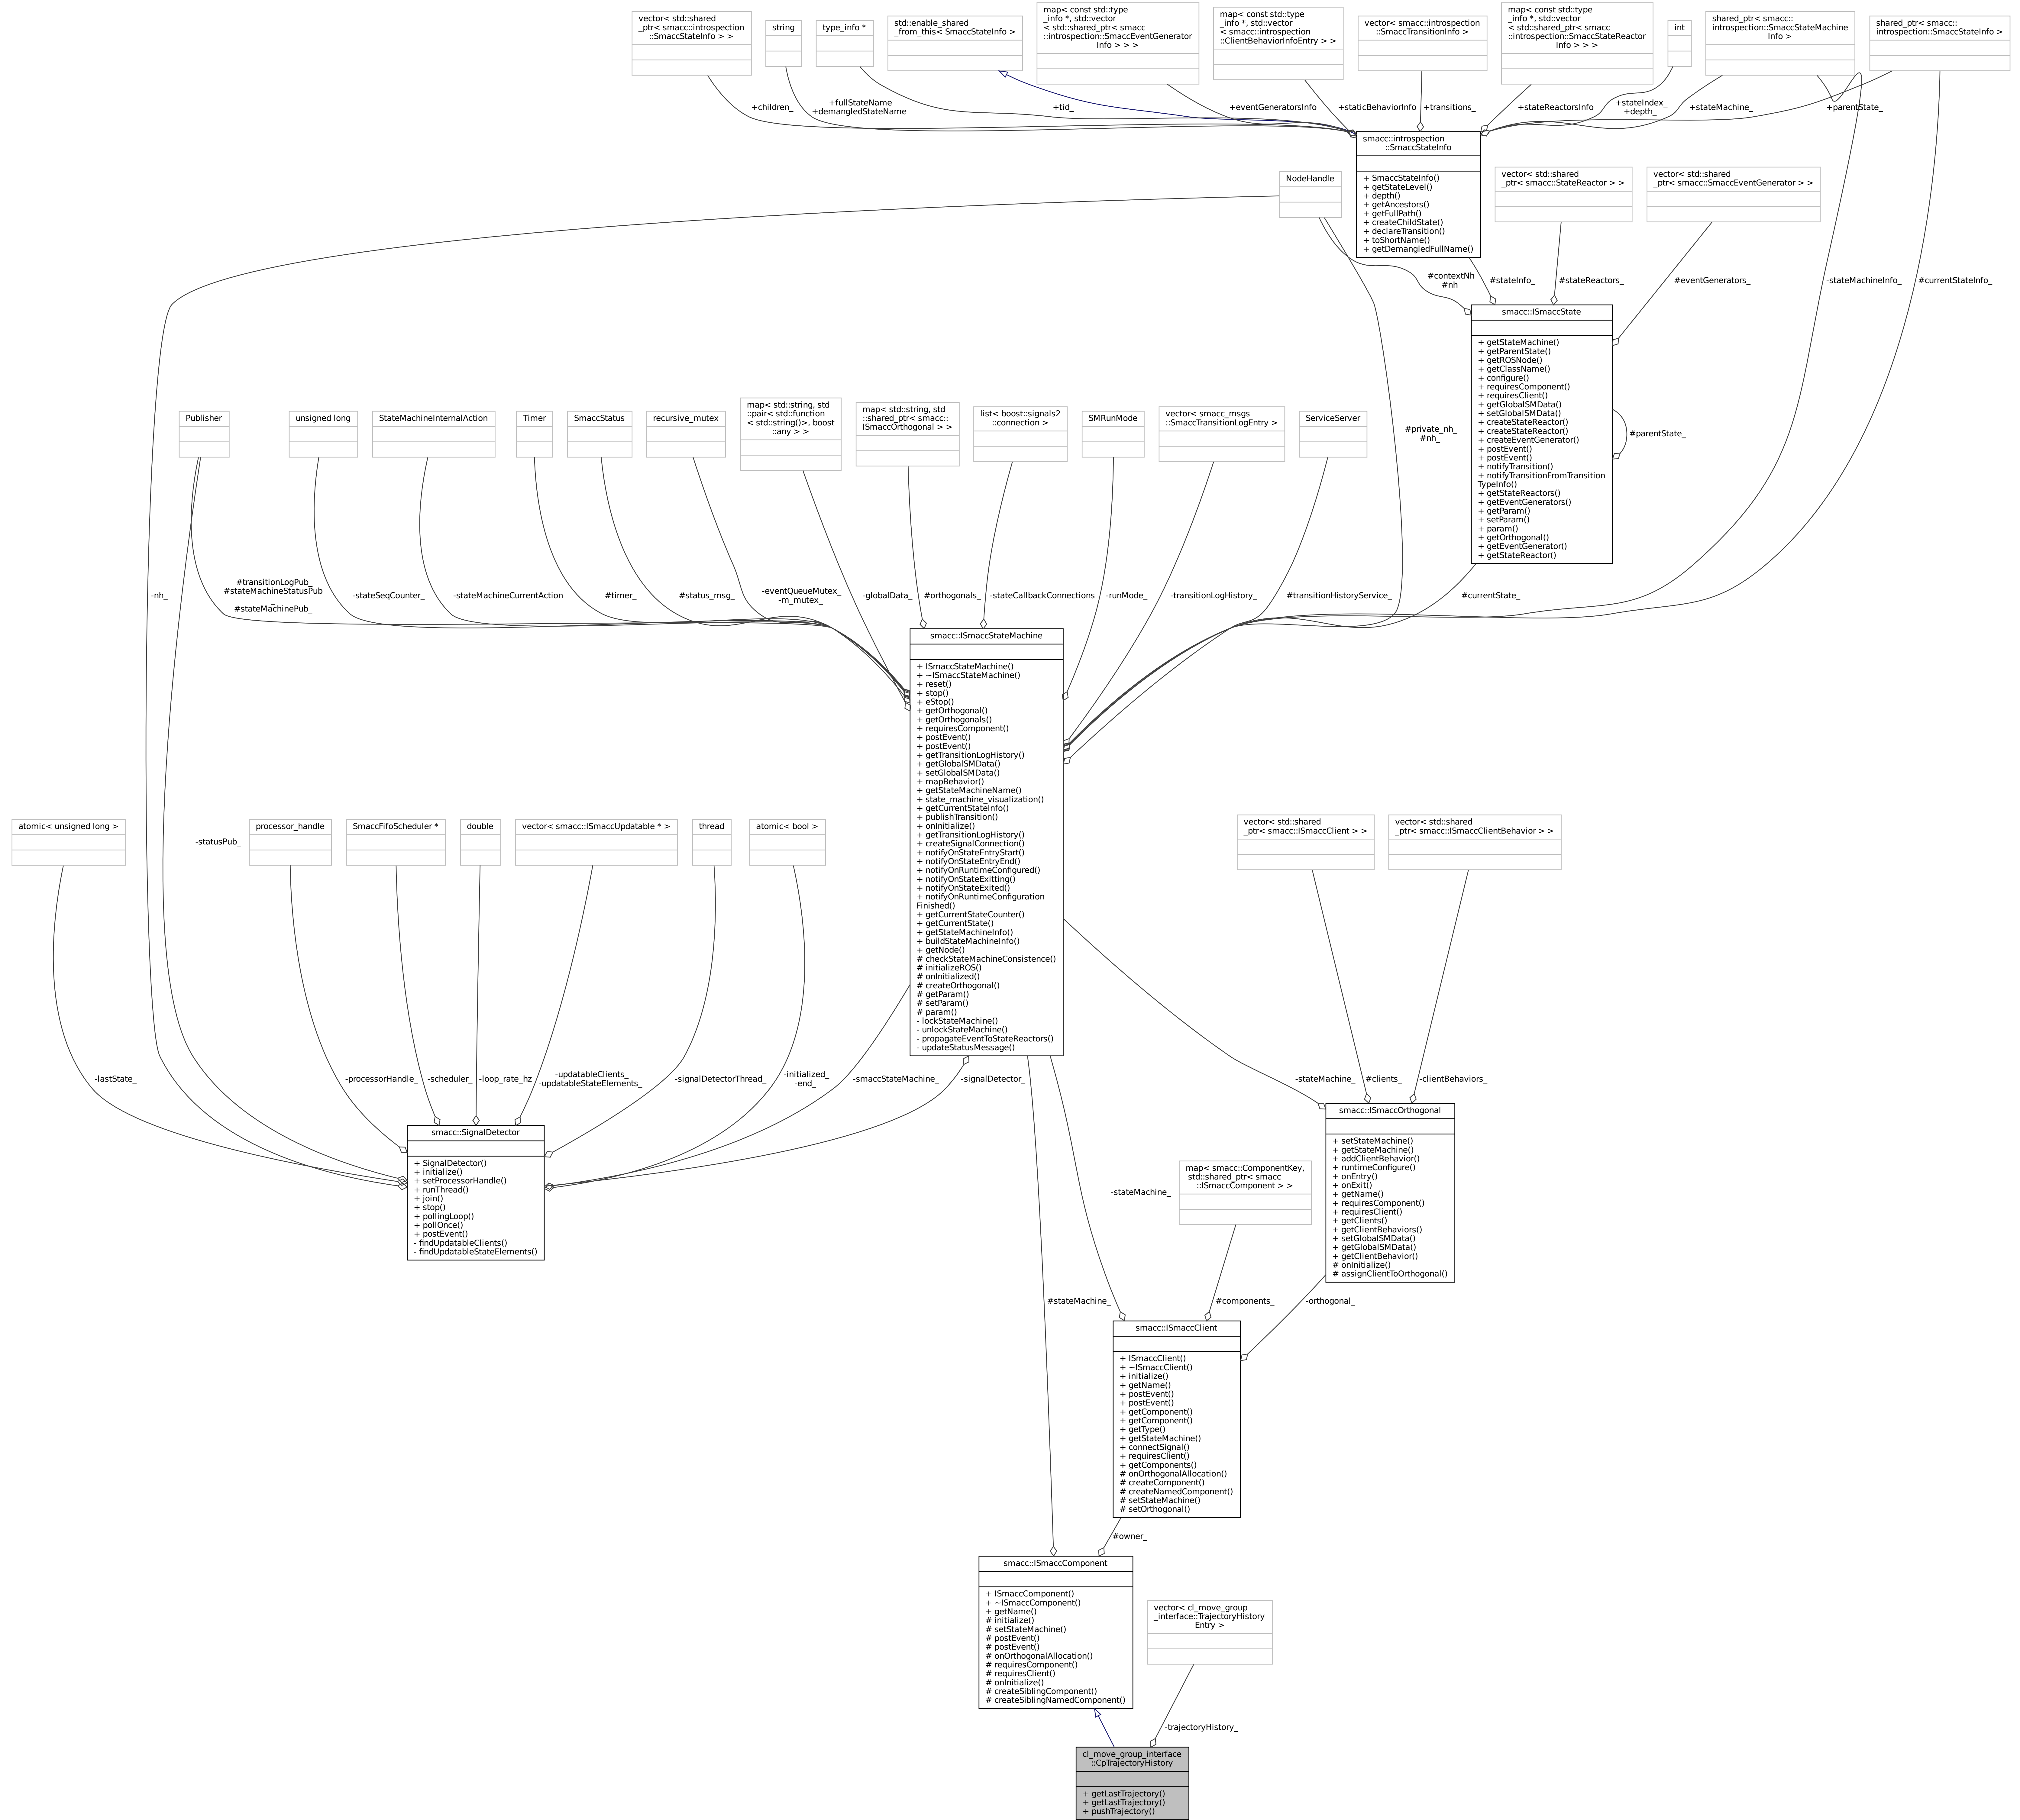 vector< std::shared
_ptr< smacc::introspection
::SmaccStateInfo > >
string
type_info *
std::enable_shared
_from_this< SmaccStateInfo >
map< const std::type
_info *, std::vector
< std::shared_ptr< smacc
::introspection::SmaccEventGenerator
Info > > >
map< const std::type
_info *, std::vector
< smacc::introspection
::ClientBehaviorInfoEntry > >
vector< smacc::introspection
::SmaccTransitionInfo >
map< const std::type
_info *, std::vector
< std::shared_ptr< smacc
::introspection::SmaccStateReactor
Info > > >
int
shared_ptr< smacc::
introspection::SmaccStateMachine
Info >
shared_ptr< smacc::
introspection::SmaccStateInfo >
+children_
+fullStateName
+demangledStateName
+tid_
+eventGeneratorsInfo
+staticBehaviorInfo
+transitions_
+stateReactorsInfo
+stateIndex_
+depth_
+stateMachine_
+parentState_
smacc::introspection
::SmaccStateInfo
+ SmaccStateInfo()
+ getStateLevel()
+ depth()
+ getAncestors()
+ getFullPath()
+ createChildState()
+ declareTransition()
+ toShortName()
+ getDemangledFullName()
NodeHandle
vector< std::shared
_ptr< smacc::StateReactor > >
vector< std::shared
_ptr< smacc::SmaccEventGenerator > >
#contextNh
#nh
#stateInfo_
#stateReactors_
#eventGenerators_
-stateMachineInfo_
#currentStateInfo_
smacc::ISmaccState
+ getStateMachine()
+ getParentState()
+ getROSNode()
+ getClassName()
+ configure()
+ requiresComponent()
+ requiresClient()
+ getGlobalSMData()
+ setGlobalSMData()
+ createStateReactor()
+ createStateReactor()
+ createEventGenerator()
+ postEvent()
+ postEvent()
+ notifyTransition()
+ notifyTransitionFromTransition
TypeInfo()
+ getStateReactors()
+ getEventGenerators()
+ getParam()
+ setParam()
+ param()
+ getOrthogonal()
+ getEventGenerator()
+ getStateReactor()
#parentState_
Publisher
unsigned long
StateMachineInternalAction
Timer
SmaccStatus
recursive_mutex
map< std::string, std
::pair< std::function
< std::string()>, boost
::any > >
map< std::string, std
::shared_ptr< smacc::
ISmaccOrthogonal > >
list< boost::signals2
::connection >
SMRunMode
vector< smacc_msgs
::SmaccTransitionLogEntry >
ServiceServer
#private_nh_
#nh_
-nh_
#transitionLogPub_
#stateMachineStatusPub
_
#stateMachinePub_
-stateSeqCounter_
-stateMachineCurrentAction
#timer_
#status_msg_
-eventQueueMutex_
-m_mutex_
-globalData_
#orthogonals_
-stateCallbackConnections
-runMode_
-transitionLogHistory_
#transitionHistoryService_
#currentState_
smacc::ISmaccStateMachine
+ ISmaccStateMachine()
+ ~ISmaccStateMachine()
+ reset()
+ stop()
+ eStop()
+ getOrthogonal()
+ getOrthogonals()
+ requiresComponent()
+ postEvent()
+ postEvent()
+ getTransitionLogHistory()
+ getGlobalSMData()
+ setGlobalSMData()
+ mapBehavior()
+ getStateMachineName()
+ state_machine_visualization()
+ getCurrentStateInfo()
+ publishTransition()
+ onInitialize()
+ getTransitionLogHistory()
+ createSignalConnection()
+ notifyOnStateEntryStart()
+ notifyOnStateEntryEnd()
+ notifyOnRuntimeConfigured()
+ notifyOnStateExitting()
+ notifyOnStateExited()
+ notifyOnRuntimeConfiguration
Finished()
+ getCurrentStateCounter()
+ getCurrentState()
+ getStateMachineInfo()
+ buildStateMachineInfo()
+ getNode()
# checkStateMachineConsistence()
# initializeROS()
# onInitialized()
# createOrthogonal()
# getParam()
# setParam()
# param()
- lockStateMachine()
- unlockStateMachine()
- propagateEventToStateReactors()
- updateStatusMessage()
atomic< unsigned long >
-statusPub_
processor_handle
SmaccFifoScheduler *
double
vector< smacc::ISmaccUpdatable * >
thread
atomic< bool >
vector< std::shared
_ptr< smacc::ISmaccClient > >
vector< std::shared
_ptr< smacc::ISmaccClientBehavior > >
-lastState_
-processorHandle_
-scheduler_
-loop_rate_hz
-updatableClients_
-updatableStateElements_
-signalDetectorThread_
-initialized_
-end_
-smaccStateMachine_
-signalDetector_
-stateMachine_
#clients_
-clientBehaviors_
smacc::SignalDetector
+ SignalDetector()
+ initialize()
+ setProcessorHandle()
+ runThread()
+ join()
+ stop()
+ pollingLoop()
+ pollOnce()
+ postEvent()
- findUpdatableClients()
- findUpdatableStateElements()
smacc::ISmaccOrthogonal
+ setStateMachine()
+ getStateMachine()
+ addClientBehavior()
+ runtimeConfigure()
+ onEntry()
+ onExit()
+ getName()
+ requiresComponent()
+ requiresClient()
+ getClients()
+ getClientBehaviors()
+ setGlobalSMData()
+ getGlobalSMData()
+ getClientBehavior()
# onInitialize()
# assignClientToOrthogonal()
map< smacc::ComponentKey,
std::shared_ptr< smacc
::ISmaccComponent > >
-stateMachine_
#stateMachine_
#components_
-orthogonal_
smacc::ISmaccClient
+ ISmaccClient()
+ ~ISmaccClient()
+ initialize()
+ getName()
+ postEvent()
+ postEvent()
+ getComponent()
+ getComponent()
+ getType()
+ getStateMachine()
+ connectSignal()
+ requiresClient()
+ getComponents()
# onOrthogonalAllocation()
# createComponent()
# createNamedComponent()
# setStateMachine()
# setOrthogonal()
#owner_
smacc::ISmaccComponent
+ ISmaccComponent()
+ ~ISmaccComponent()
+ getName()
# initialize()
# setStateMachine()
# postEvent()
# postEvent()
# onOrthogonalAllocation()
# requiresComponent()
# requiresClient()
# onInitialize()
# createSiblingComponent()
# createSiblingNamedComponent()
vector< cl_move_group
_interface::TrajectoryHistory
Entry >
-trajectoryHistory_
cl_move_group_interface
::CpTrajectoryHistory
+ getLastTrajectory()
+ getLastTrajectory()
+ pushTrajectory()